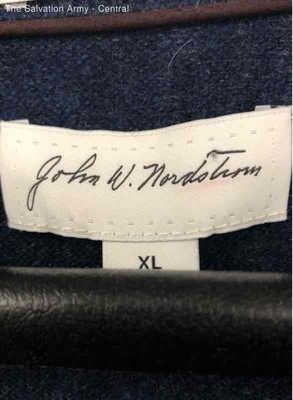 The Salvation Army - Central
John W. Nordstrom
XL